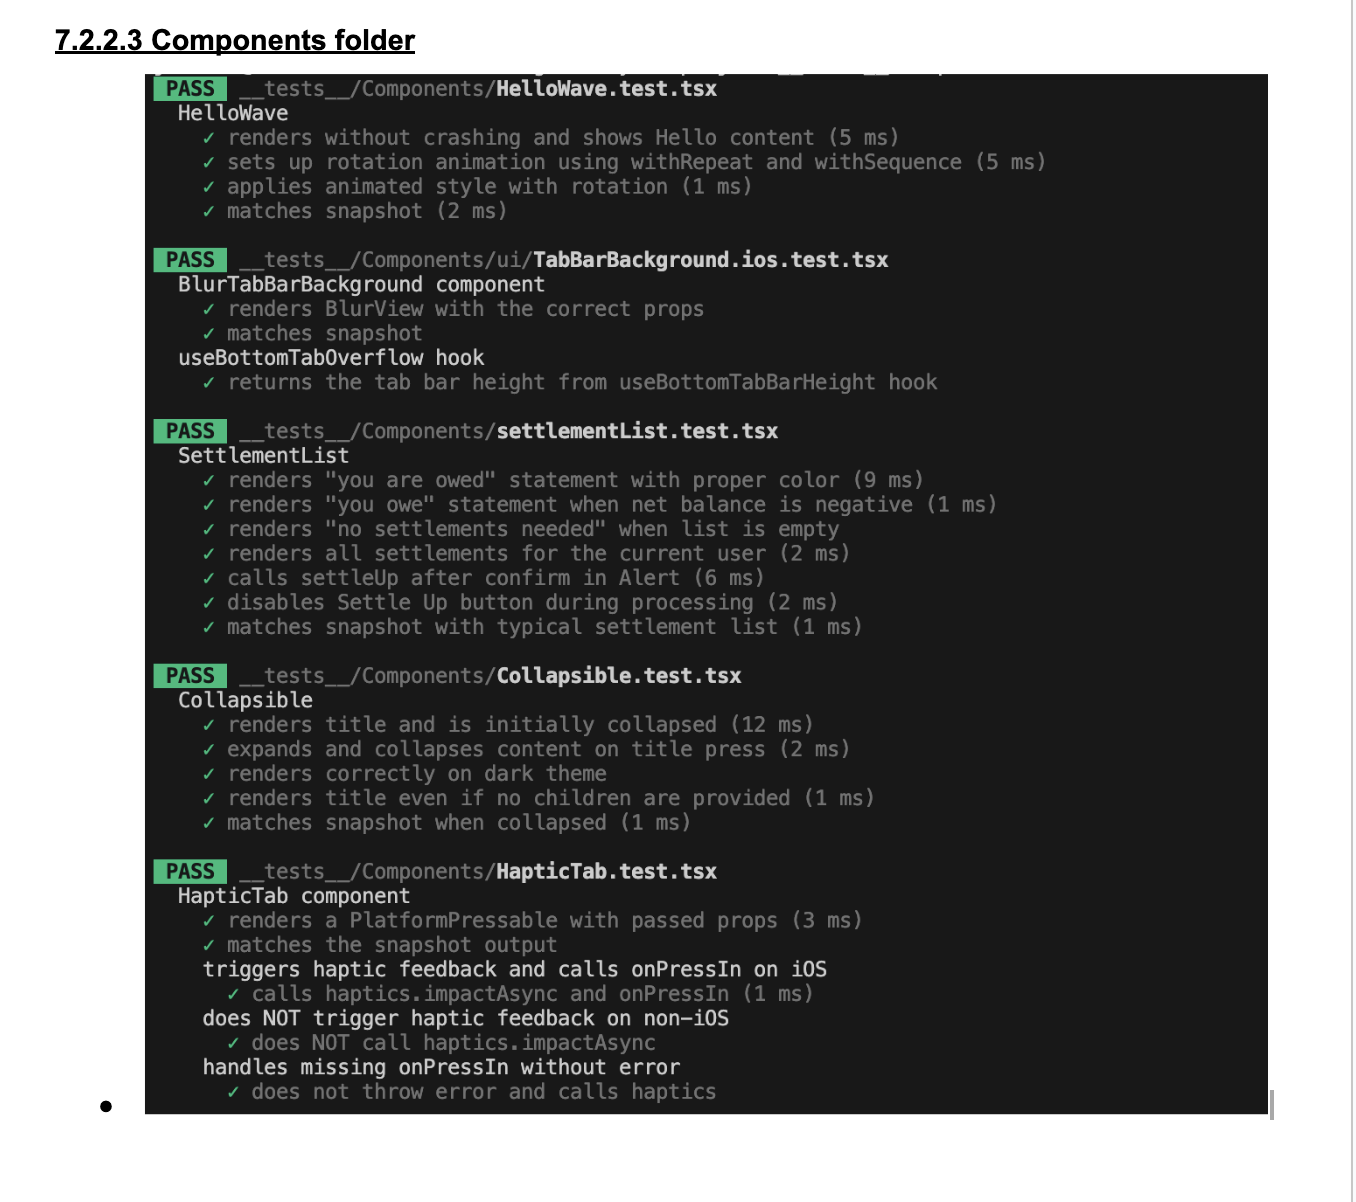 7.2.2.3 Components folder
PASS __tests__/Components/HelloWave.test.tsx
HelloWave
✓ renders without crashing and shows Hello content (5 ms)
✓ sets up rotation animation using withRepeat and withSequence (5 ms)
✓ applies animated style with rotation (1 ms)
✓ matches snapshot (2 ms)
PASS __tests__/Components/ui/TabBarBackground.ios.test.tsx
BlurTabBarBackground component
✓ renders BlurView with the correct props
✓ matches snapshot
useBottomTabOverflow hook
✓ returns the tab bar height from useBottomTabBarHeight hook
PASS __tests__/Components/settlementList.test.tsx
SettlementList
✓ renders "you are owed" statement with proper color (9 ms)
✓ renders "you owe" statement when net balance is negative (1 ms)
✓ renders "no settlements needed" when list is empty
✓ renders all settlements for the current user (2 ms)
✓ calls settleUp after confirm in Alert (6 ms)
✓ disables Settle Up button during processing (2 ms)
✓ matches snapshot with typical settlement list (1 ms)
PASS __tests__/Components/Collapsible.test.tsx
Collapsible
✓ renders title and is initially collapsed (12 ms)
✓ expands and collapses content on title press (2 ms)
✓ renders correctly on dark theme
✓ renders title even if no children are provided (1 ms)
✓ matches snapshot when collapsed (1 ms)
PASS __tests__/Components/HapticTab.test.tsx
HapticTab component
✓ renders a PlatformPressable with passed props (3 ms)
✓ matches the snapshot output
triggers haptic feedback and calls onPressIn on iOS
✓ calls haptics.impactAsync and onPressIn (1 ms)
does NOT trigger haptic feedback on non-iOS
✓ does NOT call haptics.impactAsync
handles missing onPressIn without error
✓ does not throw error and calls haptics